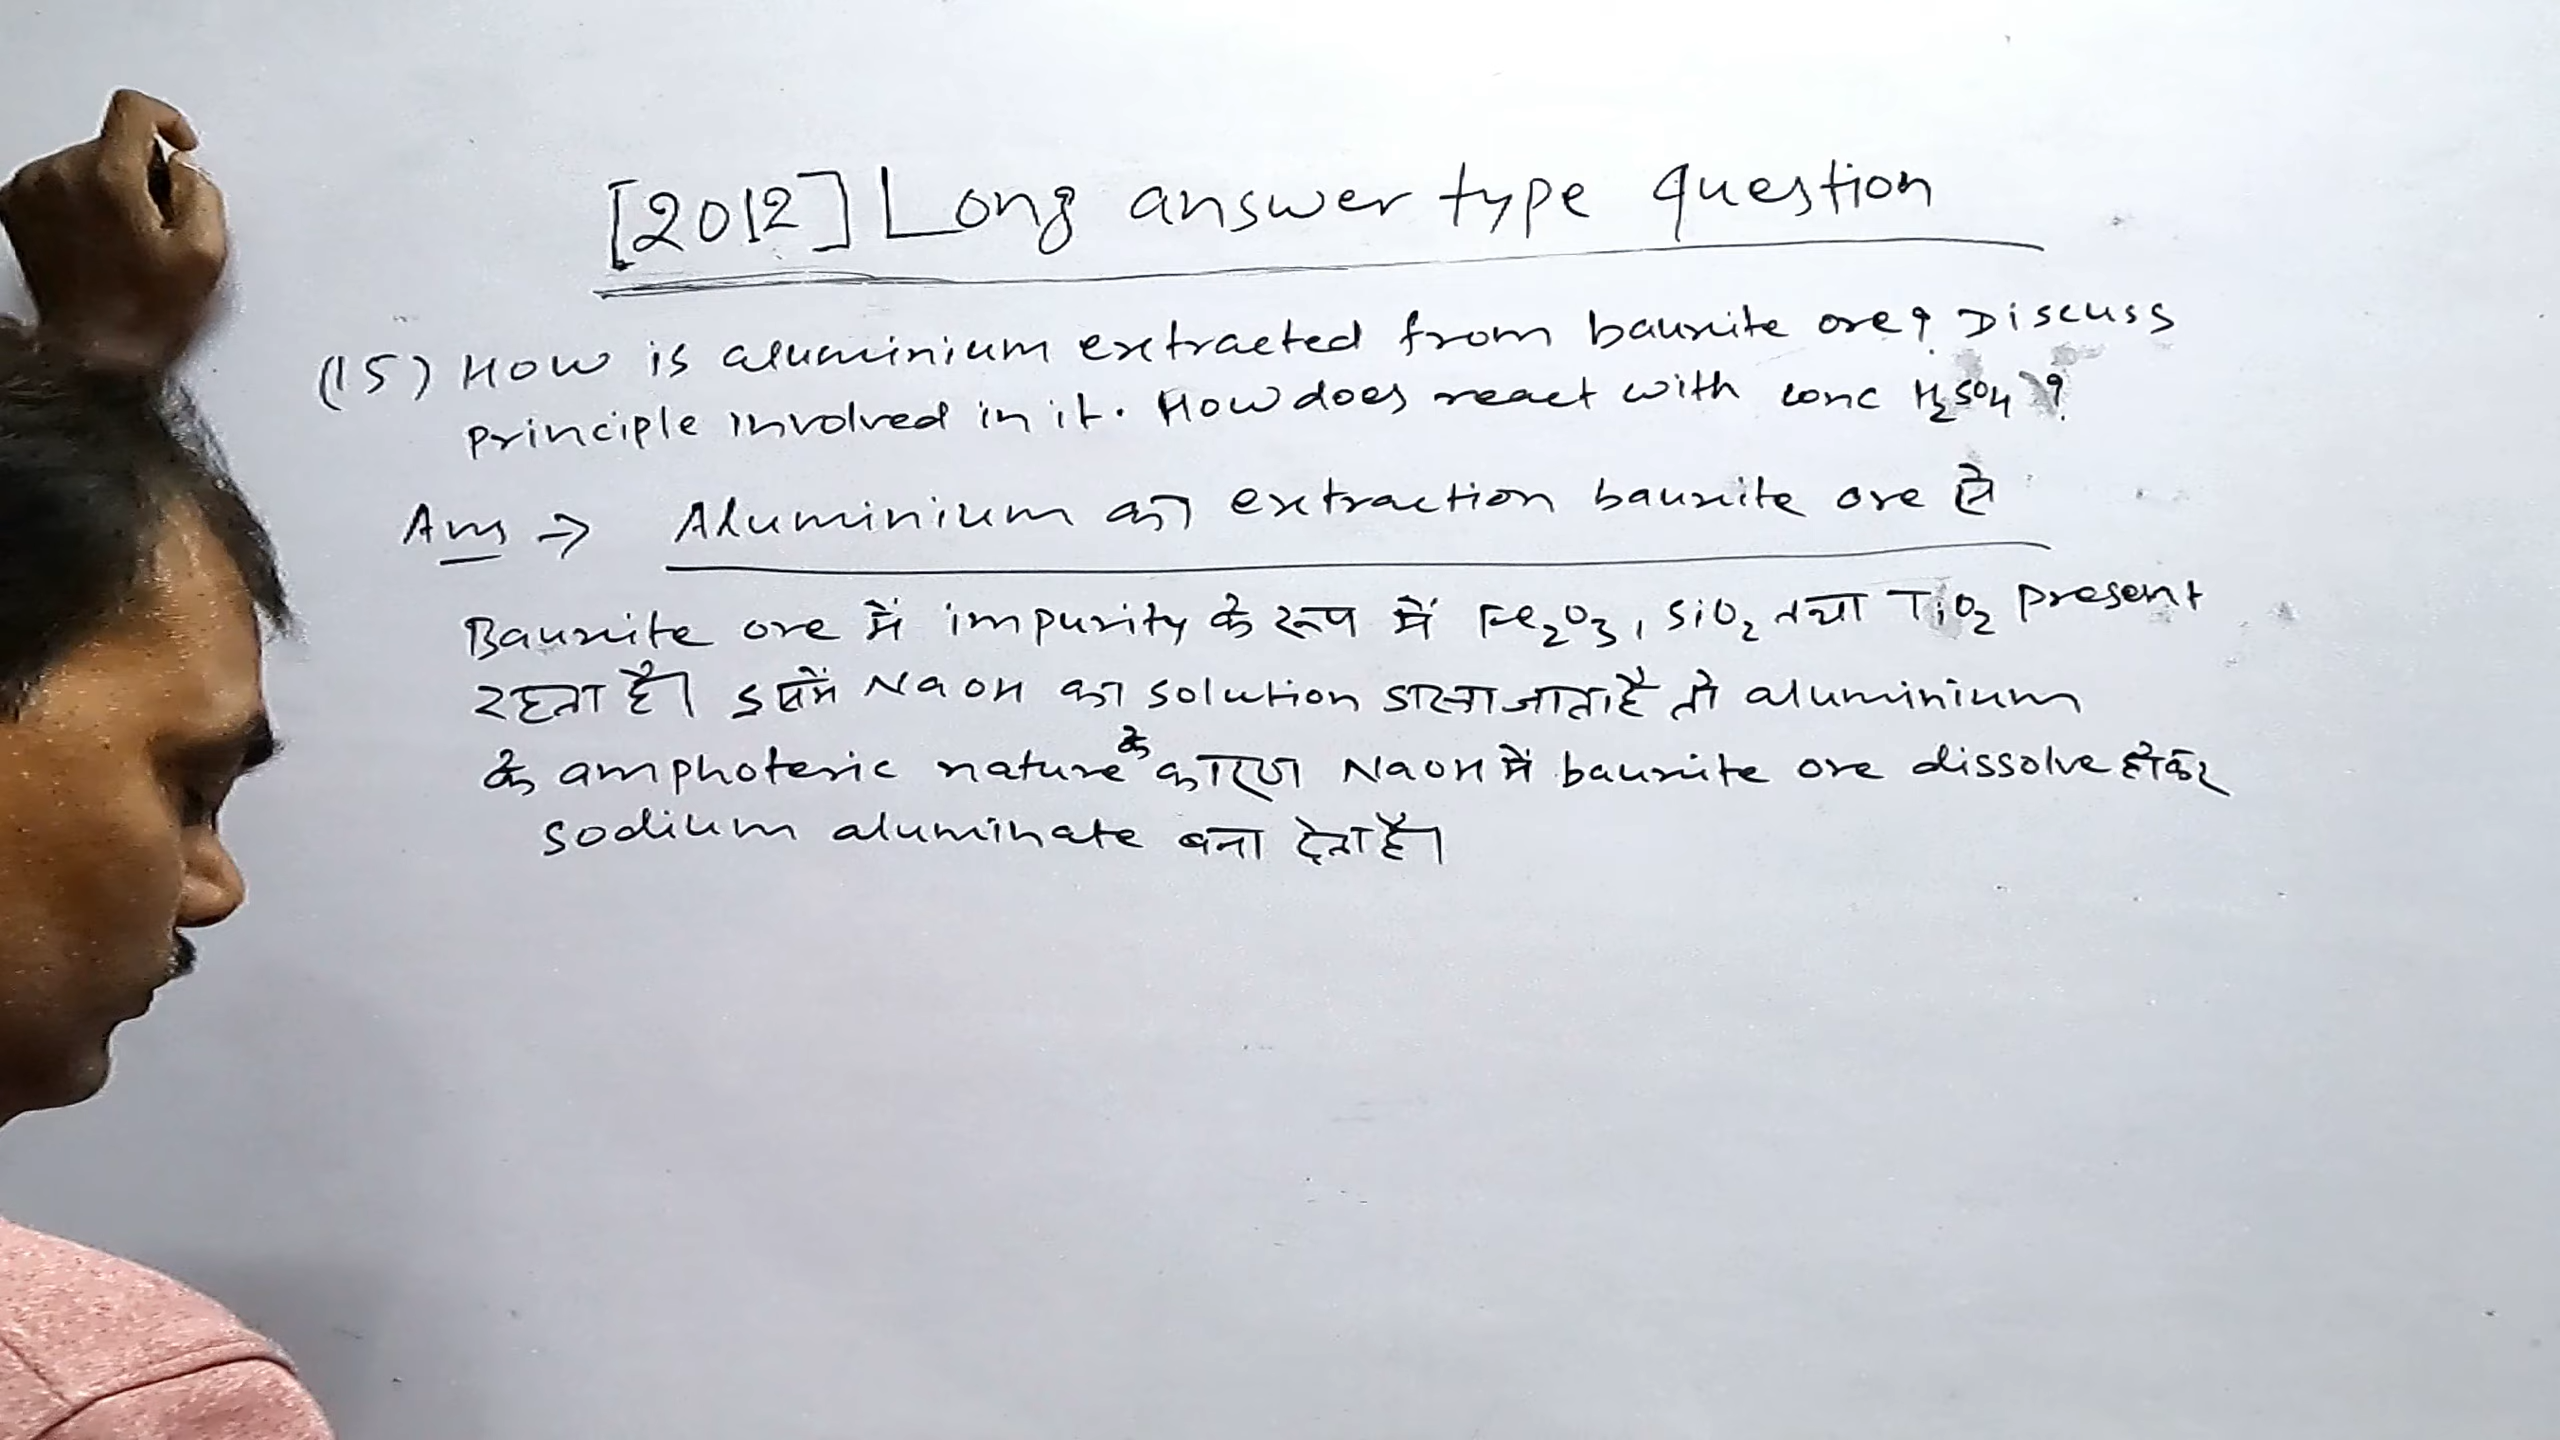 [2012] Long answer type question
(15) How is aluminium extracted from bauxite ore? Discuss
principle involved in it. How does react with conc H2SO4?
Ans → Aluminium का extraction bauxite ore से
Bauxite ore में impurity के रूप में Fe2O3, SiO2 तथा TiO2 present
रहता है। इसमें NaOH का solution डाला जाता है तो aluminium
के amphoteric nature के कारण NaOH में bauxite ore dissolve होकर
sodium aluminate बना देता है।